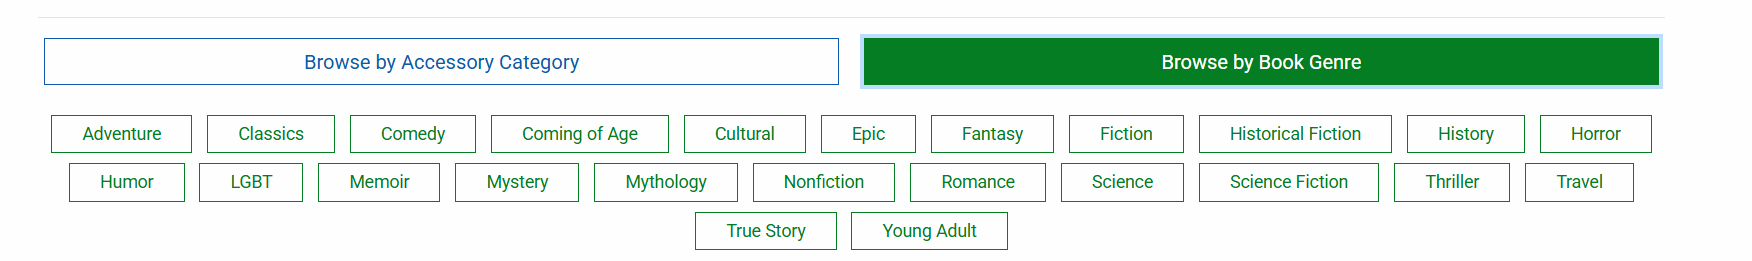 Browse by Accessory Category Browse by Book Genre
Adventure Classics Comedy Coming of Age Cultural Epic Fantasy Fiction Historical Fiction History Horror
Humor LGBT Memoir Mystery Mythology Nonfiction Romance Science Science Fiction Thriller Travel
True Story Young Adult